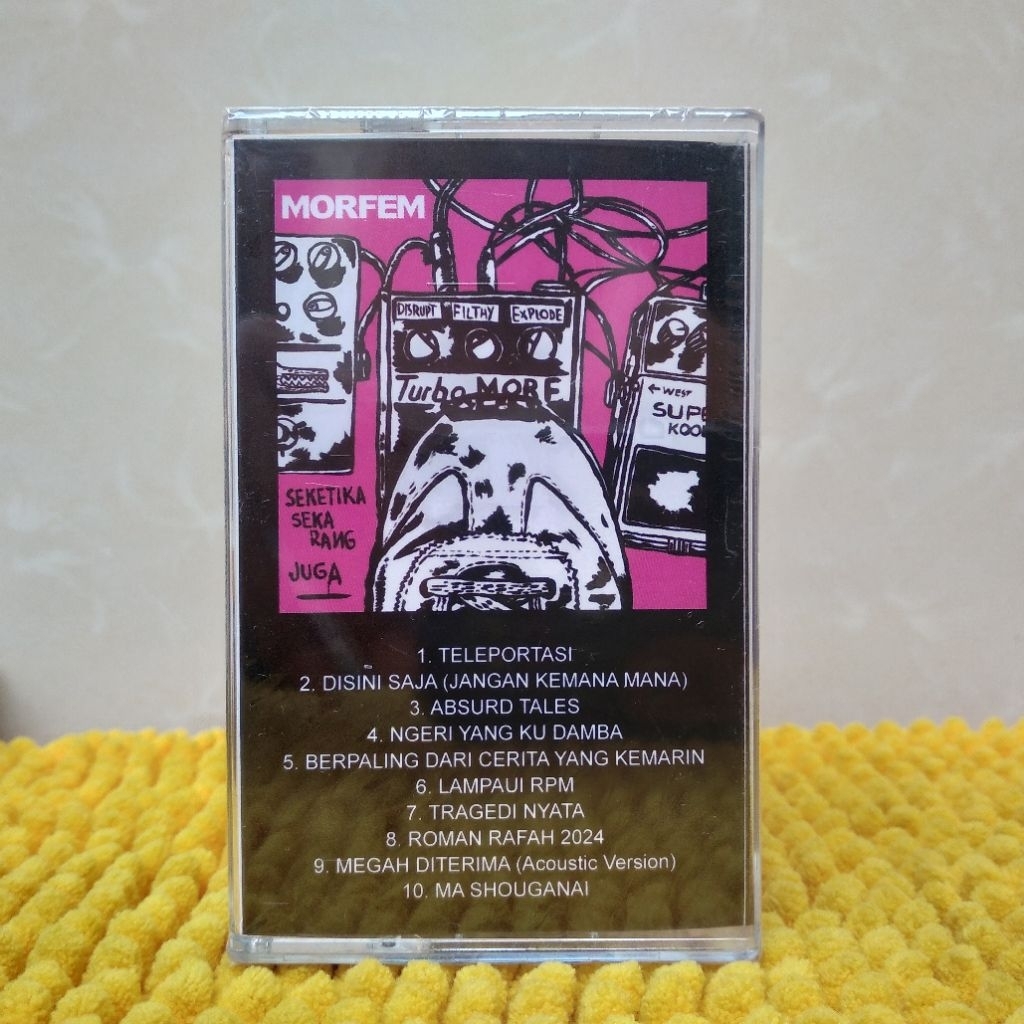 MORFEM
DISRUPT FILTHY EXPLODE
Turbo MORE
← WEST
SUPE
KOOL
SEKETIKA
SEKA
RANG
JUGA
1. TELEPORTASI
2. DISINI SAJA (JANGAN KEMANA MANA)
3. ABSURD TALES
4. NGERI YANG KU DAMBA
5. BERPALING DARI CERITA YANG KEMARIN
6. LAMPAUI RPM
7. TRAGEDI NYATA
8. ROMAN RAFAH 2024
9. MEGAH DITERIMA (Acoustic Version)
10. MA SHOUGANAI